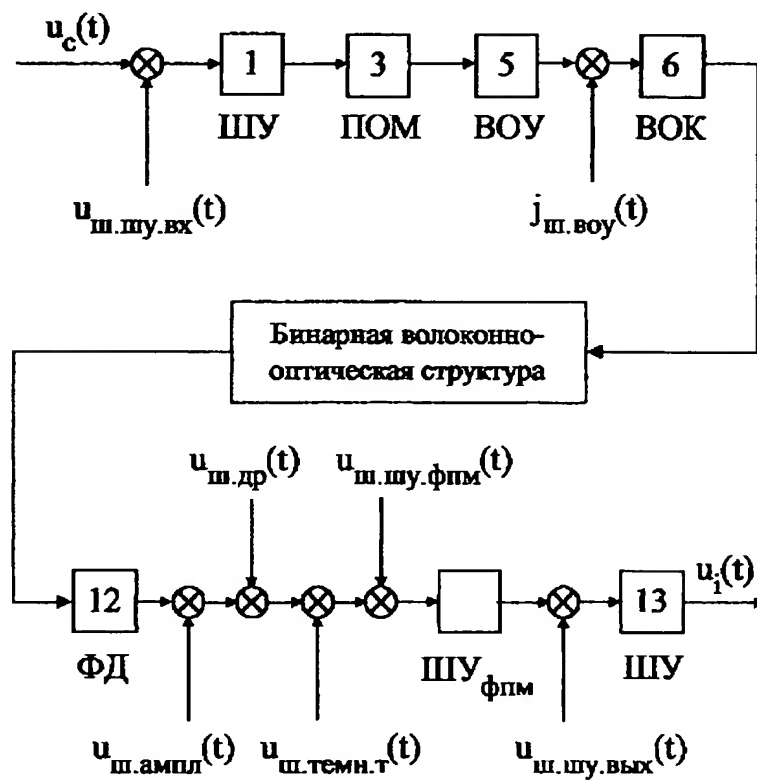 u_c(t)
1 3 5 6
ШУ ПОМ ВОУ ВОК
u_ш.шу.вх(t) j_ш.воу(t)
Бинарная волоконно-
оптическая структура
u_ш.др(t) u_ш.шу.фпм(t)
12 13 u_i(t)
ФД ШУ_фпм ШУ
u_ш.ампл(t) u_ш.темн.т(t) u_ш.шу.вых(t)